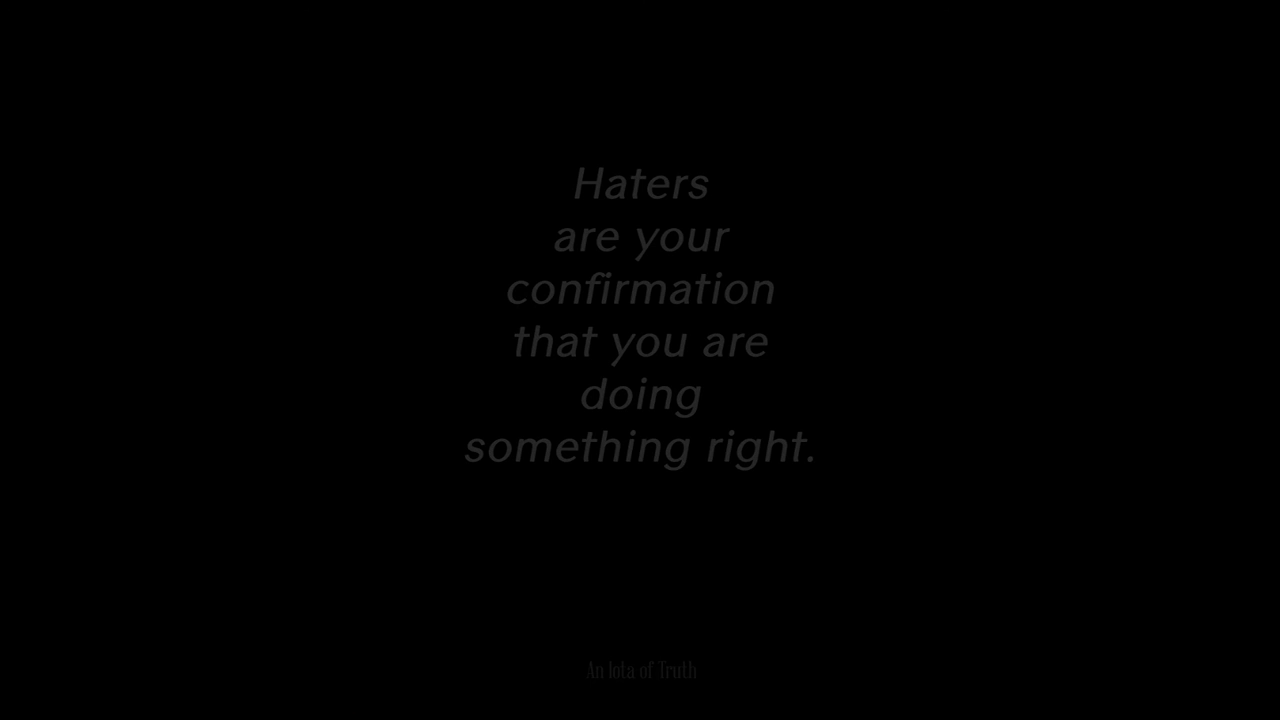 Haters
are your
confirmation
that you are
doing
something right.
An Iota of Truth